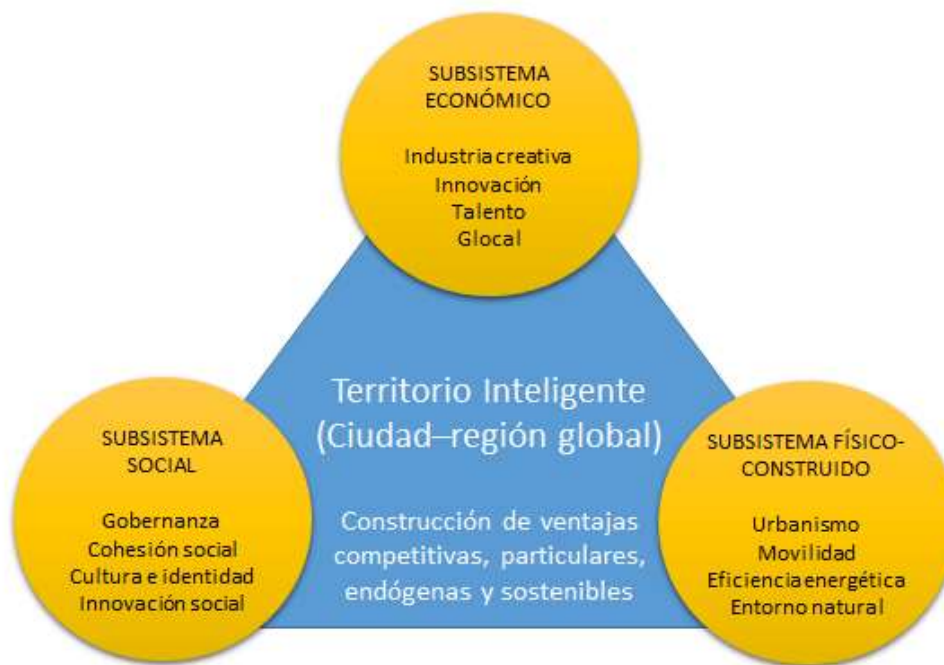 SUBSISTEMA
ECONÓMICO
Industria creativa
Innovación
Talento
Glocal
Territorio Inteligente
(Ciudad–región global)
Construcción de ventajas
competitivas, particulares,
endógenas y sostenibles
SUBSISTEMA
SOCIAL
Gobernanza
Cohesión social
Cultura e identidad
Innovación social
SUBSISTEMA FÍSICO-
CONSTRUIDO
Urbanismo
Movilidad
Eficiencia energética
Entorno natural